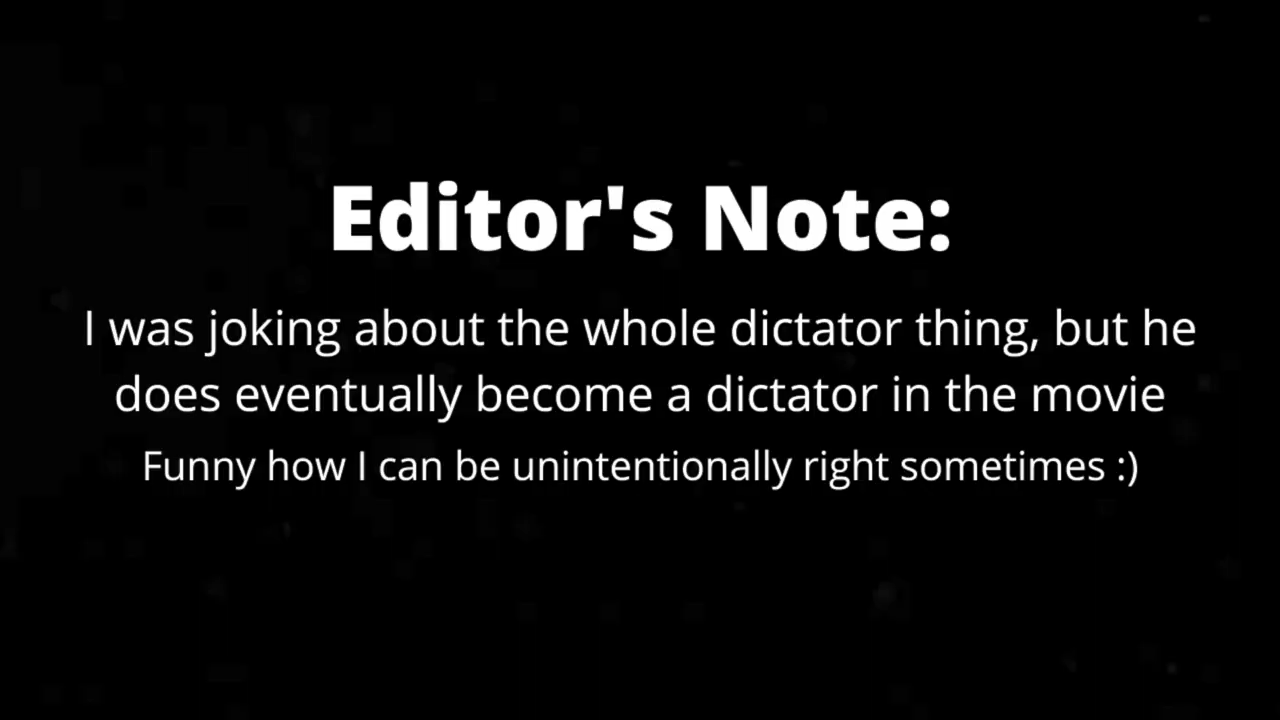 Editor's Note:
I was joking about the whole dictator thing, but he
does eventually become a dictator in the movie
Funny how I can be unintentionally right sometimes :)